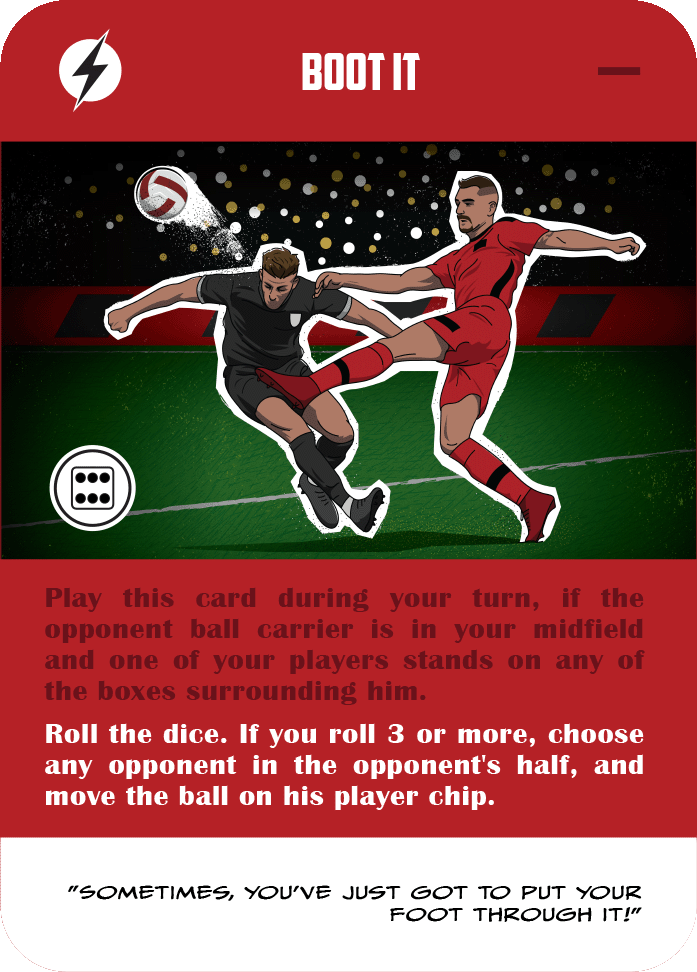 BOOT IT
Play this card during your turn, if the
opponent ball carrier is in your midfield
and one of your players stands on any of
the boxes surrounding him.
Roll the dice. If you roll 3 or more, choose
any opponent in the opponent's half, and
move the ball on his player chip.
"SOMETIMES, YOU'VE JUST GOT TO PUT YOUR
FOOT THROUGH IT!"